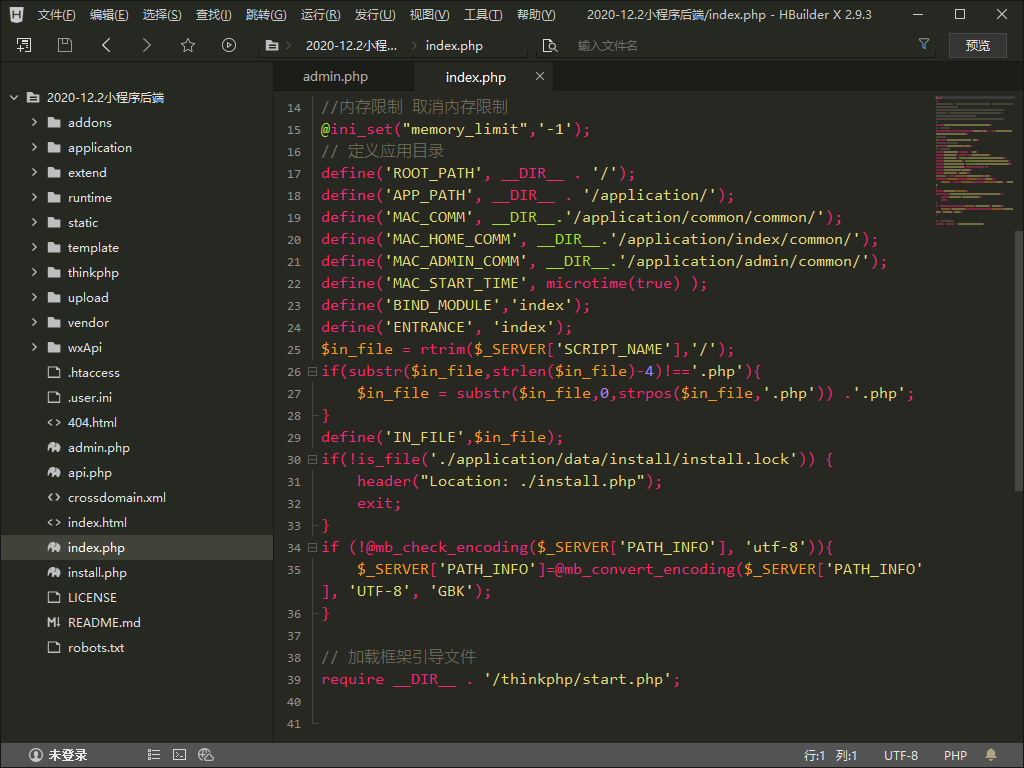 文件(F) 编辑(E) 选择(S) 查找(I) 跳转(G) 运行(R) 发行(U) 视图(V) 工具(T) 帮助(Y) 2020-12.2小程序后端/index.php - HBuilder X 2.9.3
2020-12.2小程... index.php 输入文件名 预览
admin.php index.php
2020-12.2小程序后端
addons
application
extend
runtime
static
template
thinkphp
upload
vendor
wxApi
.htaccess
.user.ini
404.html
admin.php
api.php
crossdomain.xml
index.html
index.php
install.php
LICENSE
README.md
robots.txt
14 //内存限制 取消内存限制
15 @ini_set("memory_limit",'-1');
16 // 定义应用目录
17 define('ROOT_PATH', __DIR__ . '/');
18 define('APP_PATH', __DIR__ . '/application/');
19 define('MAC_COMM', __DIR__.'/application/common/common/');
20 define('MAC_HOME_COMM', __DIR__.'/application/index/common/');
21 define('MAC_ADMIN_COMM', __DIR__.'/application/admin/common/');
22 define('MAC_START_TIME', microtime(true) );
23 define('BIND_MODULE','index');
24 define('ENTRANCE', 'index');
25 $in_file = rtrim($_SERVER['SCRIPT_NAME'],'/');
26 if(substr($in_file,strlen($in_file)-4)!=='.php'){
27 $in_file = substr($in_file,0,strpos($in_file,'.php')) .'.php';
28 }
29 define('IN_FILE',$in_file);
30 if(!is_file('./application/data/install/install.lock')) {
31 header("Location: ./install.php");
32 exit;
33 }
34 if (!@mb_check_encoding($_SERVER['PATH_INFO'], 'utf-8')){
35 $_SERVER['PATH_INFO']=@mb_convert_encoding($_SERVER['PATH_INFO'
], 'UTF-8', 'GBK');
36 }
37
38 // 加载框架引导文件
39 require __DIR__ . '/thinkphp/start.php';
40
41
未登录 行:1 列:1 UTF-8 PHP